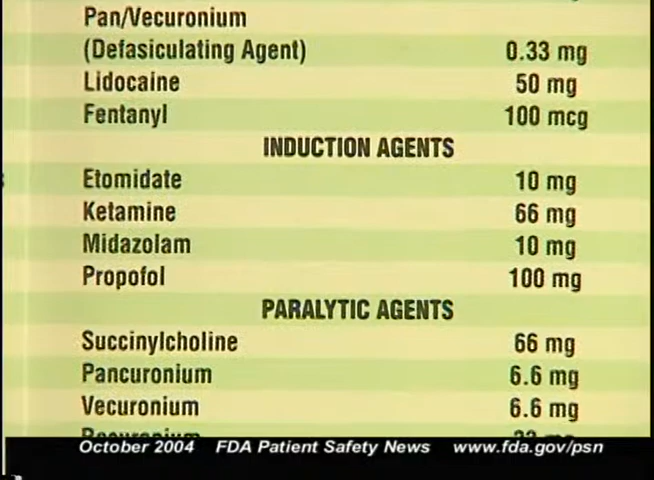 Pan/Vecuronium
(Defasiculating Agent) 0.33 mg
Lidocaine 50 mg
Fentanyl 100 mcg
INDUCTION AGENTS
Etomidate 10 mg
Ketamine 66 mg
Midazolam 10 mg
Propofol 100 mg
PARALYTIC AGENTS
Succinylcholine 66 mg
Pancuronium 6.6 mg
Vecuronium 6.6 mg
October 2004 FDA Patient Safety News www.fda.gov/psn